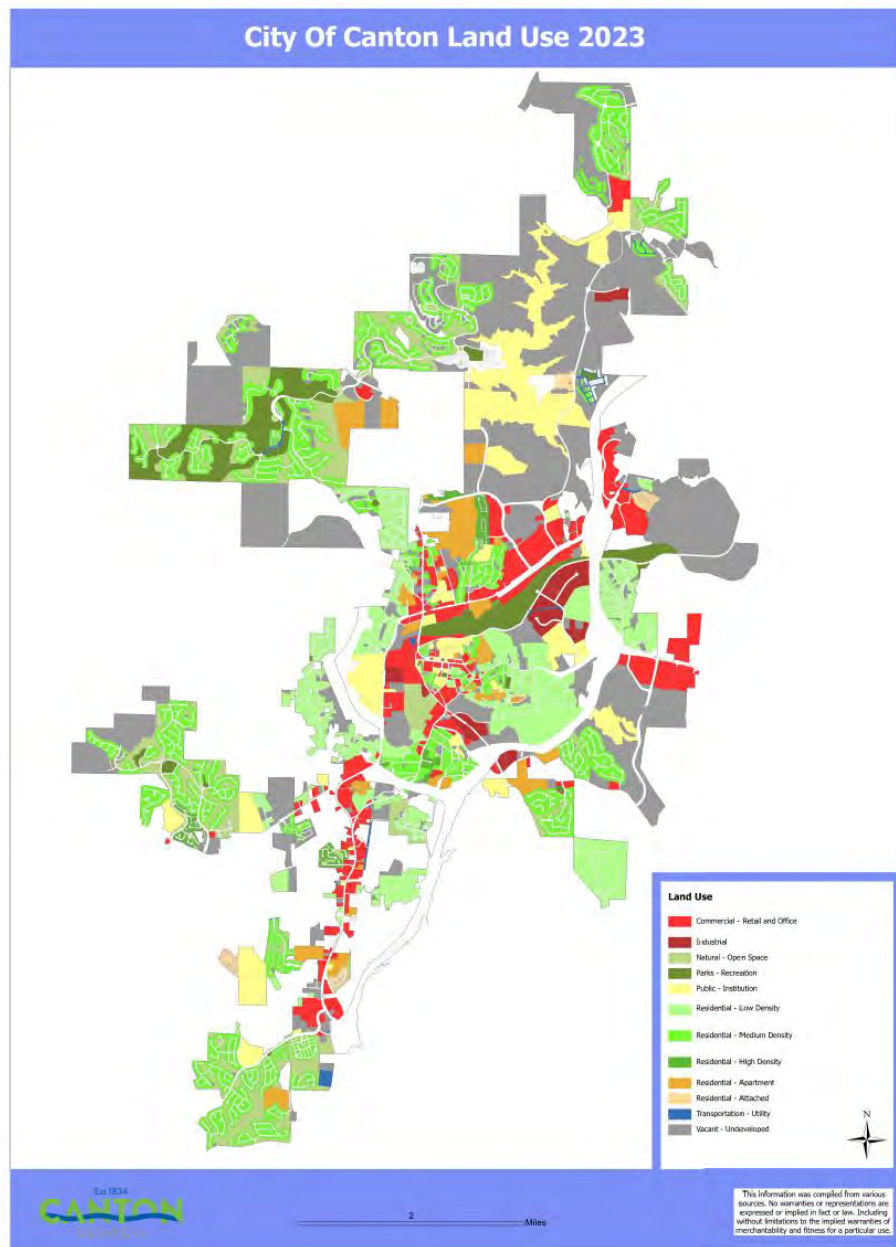 City Of Canton Land Use 2023
Land Use
Commercial - Retail and Office
Industrial
Natural - Open Space
Parks - Recreation
Public - Institution
Residential - Low Density
Residential - Medium Density
Residential - High Density
Residential - Apartment
Residential - Attached
Transportation - Utility
Vacant - Undeveloped
N
Est 1834
CANTON
2
Miles
This information was compiled from various
sources. No warranties or representations are
expressed or implied in fact or law. Including
without limitations to the implied warranties of
merchantability and fitness for a particular use.